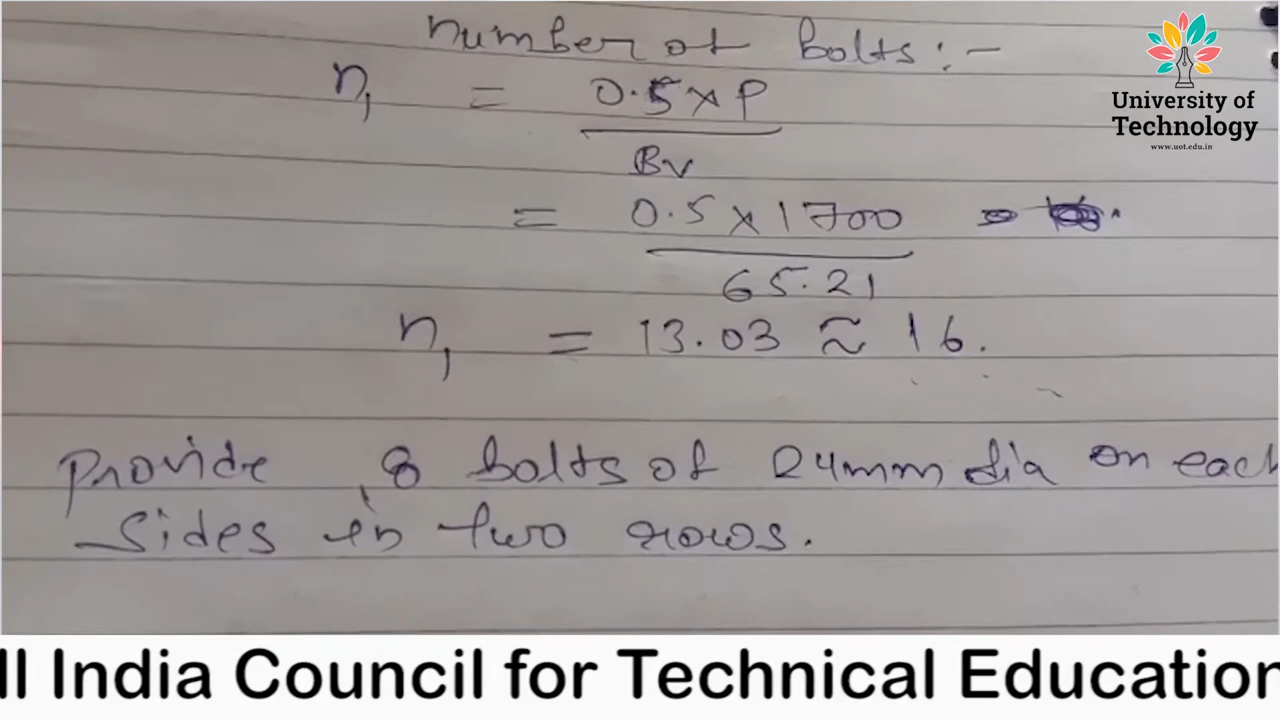 number of bolts :-
n1 = 0.5 × P
Bv
= 0.5 × 1700
65.21
n1 = 13.03 ≈ 16.
Provide 8 bolts of 24mm dia on each
sides in two rows.
University of
Technology
www.uot.edu.in
ll India Council for Technical Education